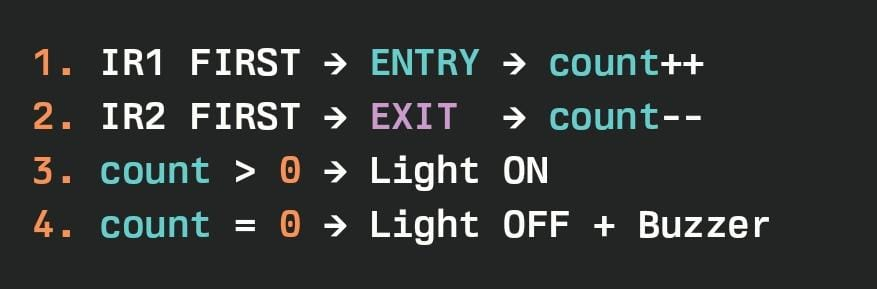 1. IR1 FIRST → ENTRY → count++
2. IR2 FIRST → EXIT → count--
3. count > 0 → Light ON
4. count = 0 → Light OFF + Buzzer